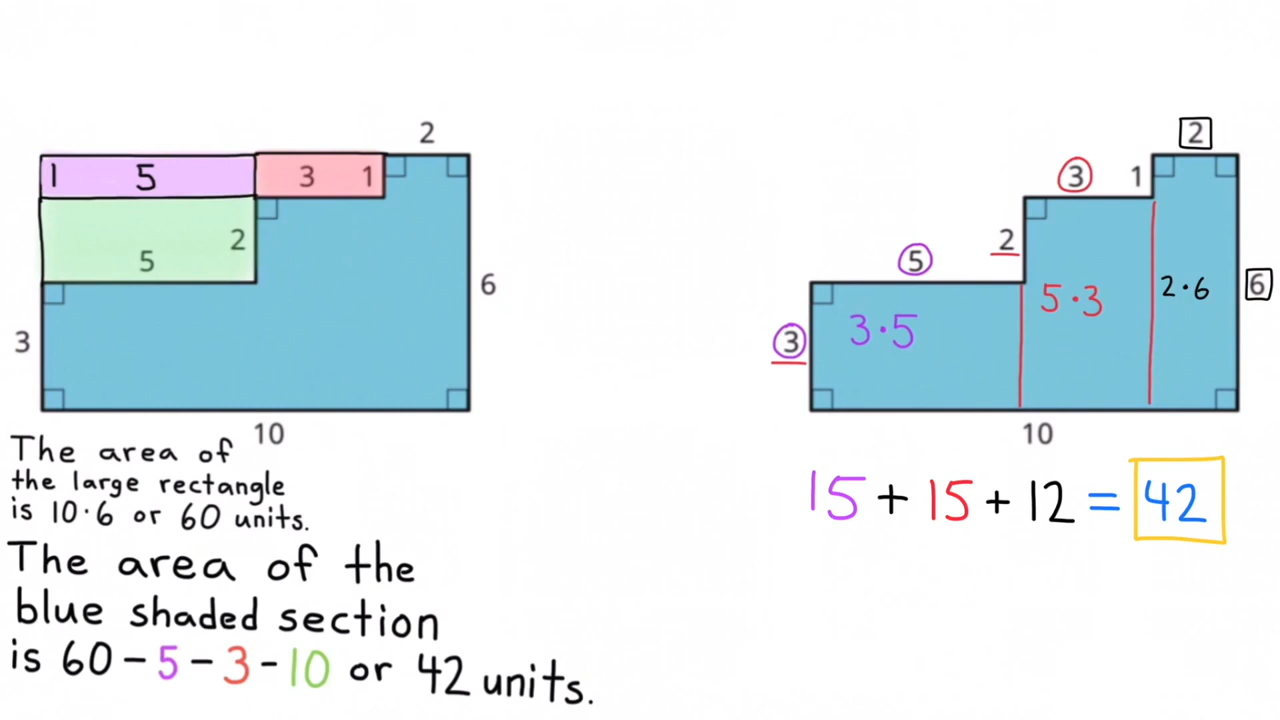 2
1 5 3 1
2
5
6
3
10
The area of
the large rectangle
is 10·6 or 60 units.
The area of the
blue shaded section
is 60 - 5 - 3 - 10 or 42 units.
2
3 1
2
5
5·3 2·6 6
3 3·5
10
15 + 15 + 12 = 42